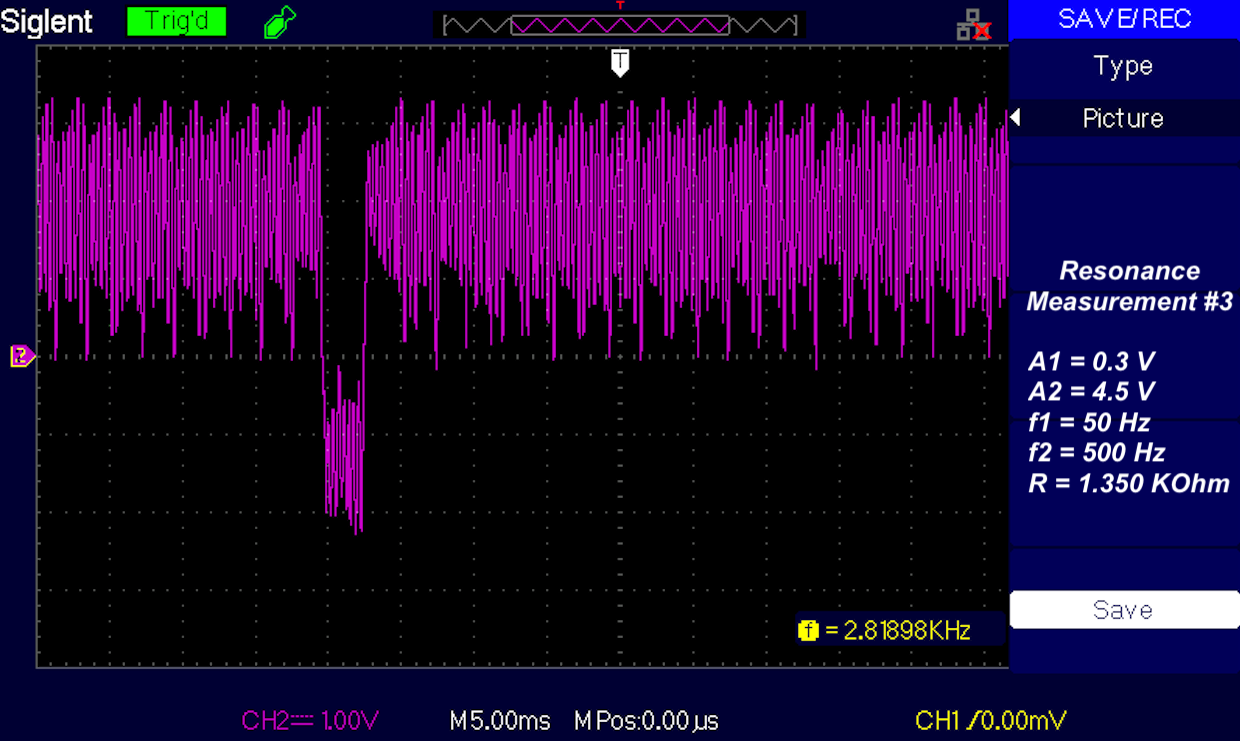 Siglent
Trig'd
T
SAVE/REC
Type
T
Picture
Resonance
Measurement #3
2
A1 = 0.3 V
A2 = 4.5 V
f1 = 50 Hz
f2 = 500 Hz
R = 1.350 KOhm
Save
f = 2.81898KHz
CH2 1.00V
M5.00ms
M Pos:0.00µs
CH1 /0.00mV